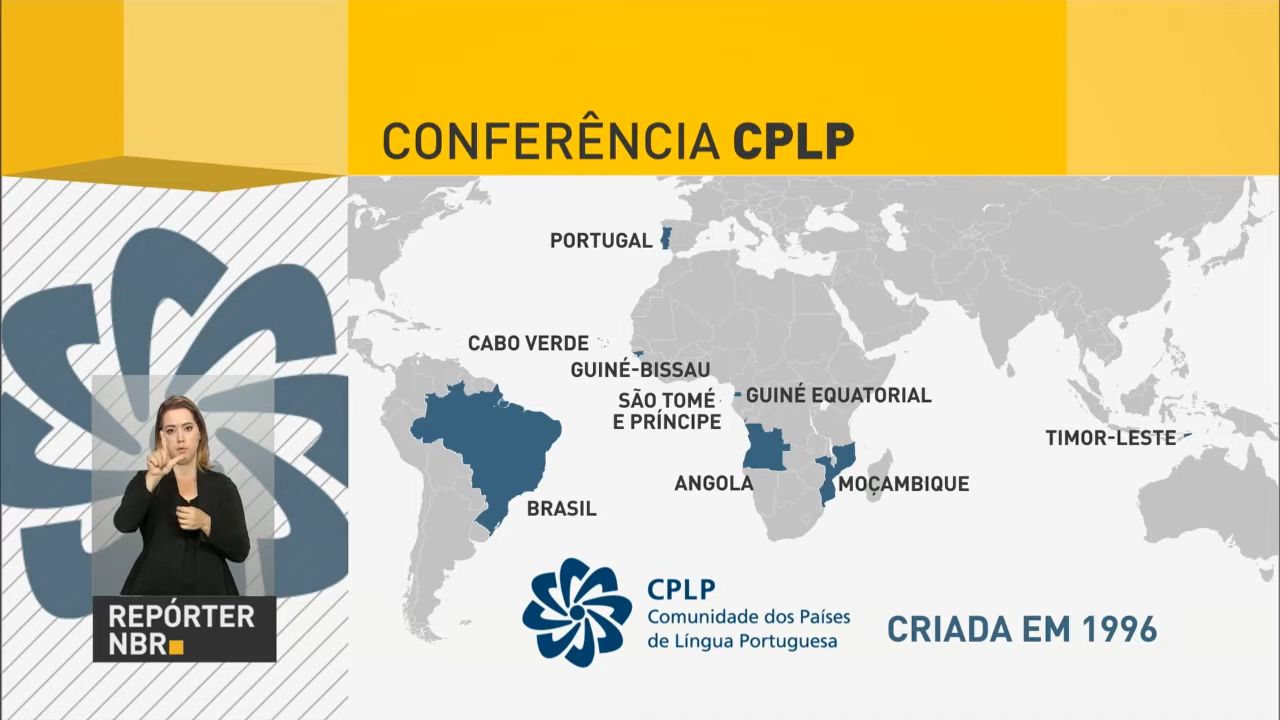 CONFERÊNCIA CPLP
PORTUGAL
CABO VERDE
GUINÉ-BISSAU
SÃO TOMÉ
E PRÍNCIPE
GUINÉ EQUATORIAL
TIMOR-LESTE
ANGOLA
MOÇAMBIQUE
BRASIL
CPLP
Comunidade dos Países
de Língua Portuguesa
CRIADA EM 1996
REPÓRTER
NBR